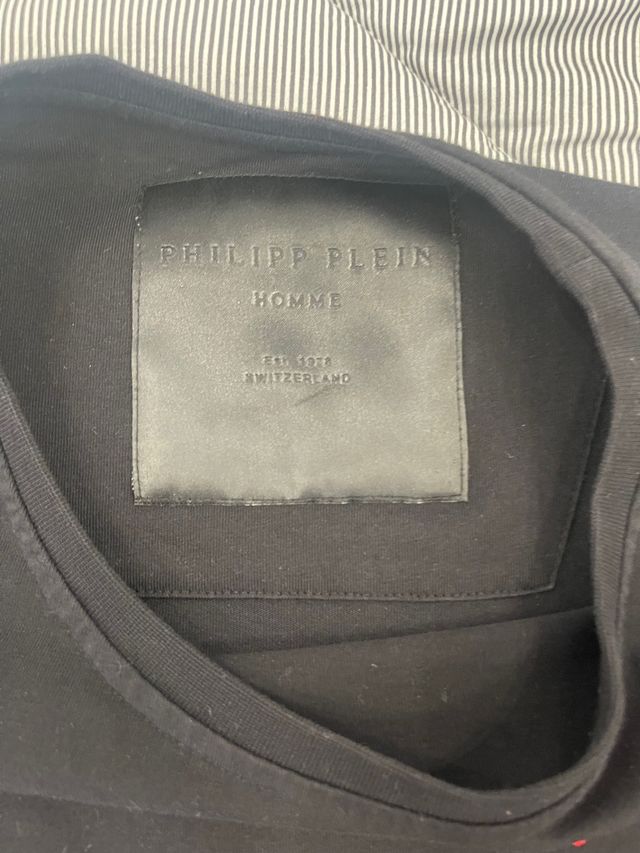 PHILIPP PLEIN
HOMME
EST. 1978
SWITZERLAND